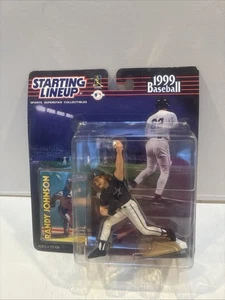 STARTING
LINEUP
SPORTS SUPERSTAR COLLECTIBLES
1999
Baseball
RANDY JOHNSON